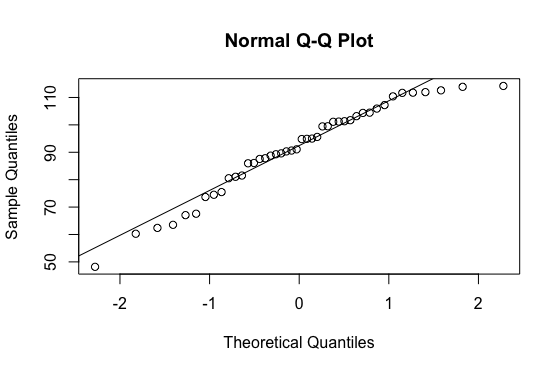 Normal Q-Q Plot
Sample Quantiles
110
90
70
50
-2 -1 0 1 2
Theoretical Quantiles